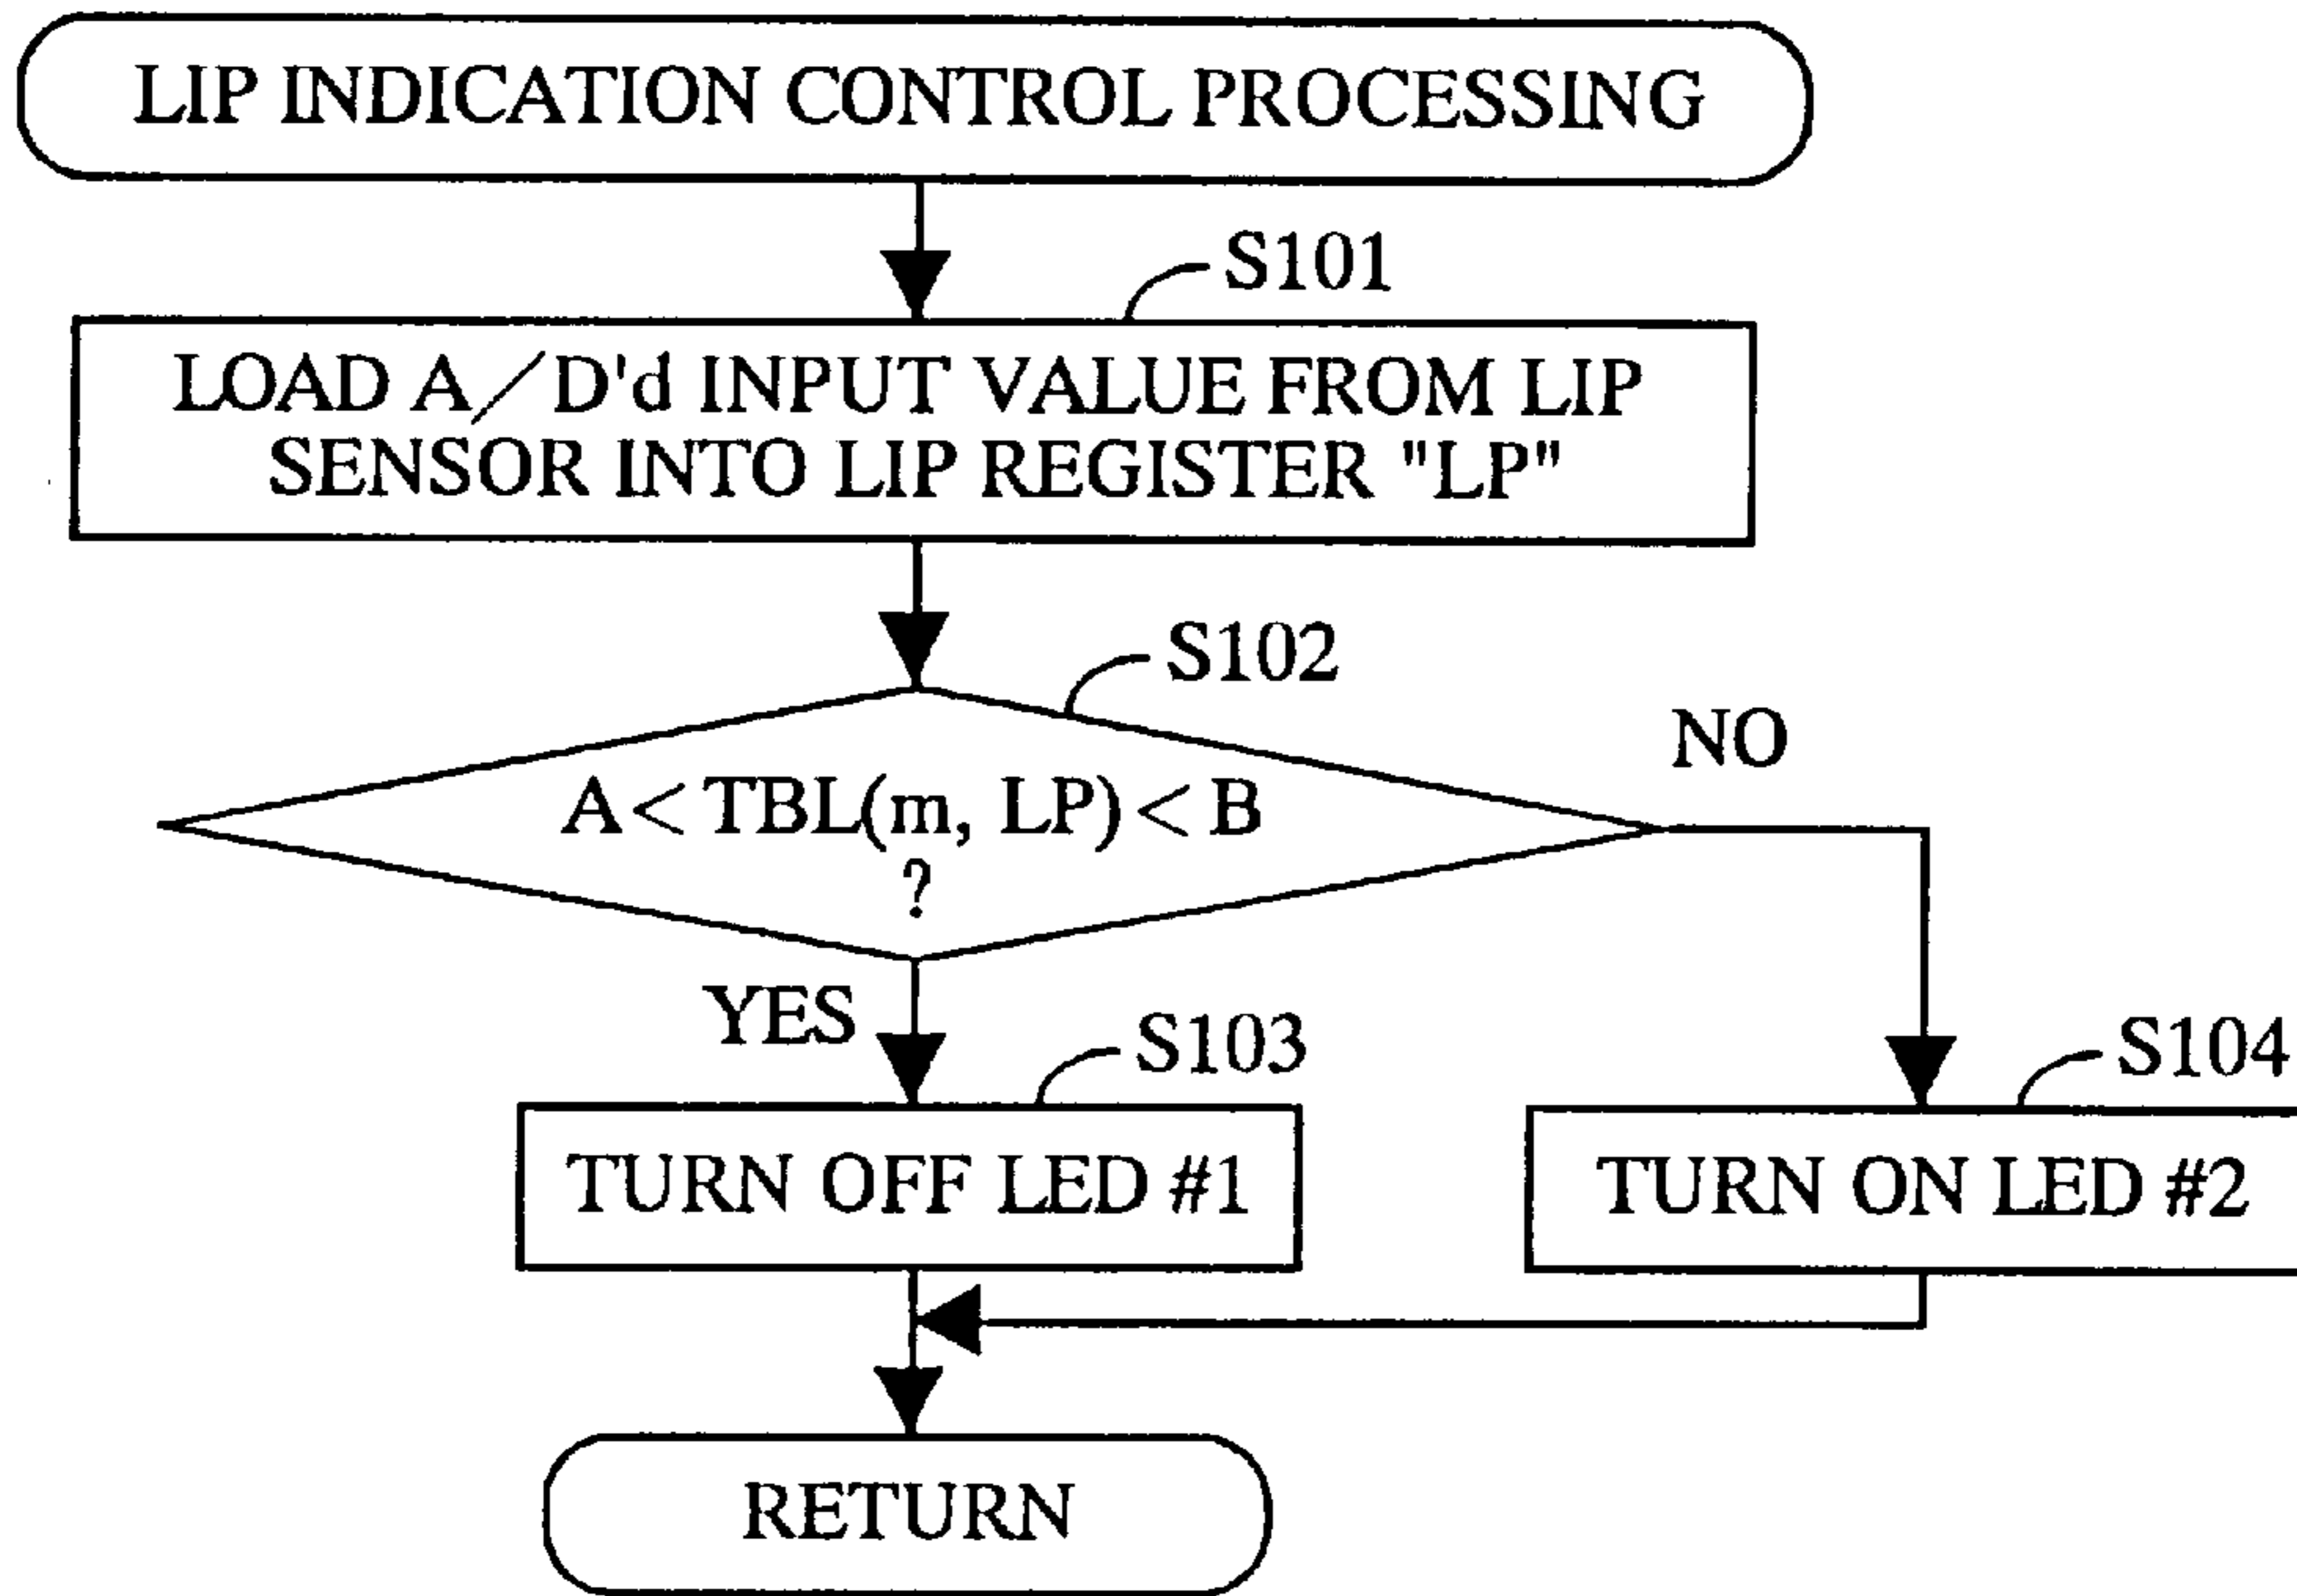 LIP INDICATION CONTROL PROCESSING
S101
LOAD A/D'd INPUT VALUE FROM LIP
SENSOR INTO LIP REGISTER "LP"
S102
A < TBL(m, LP) < B
?
NO
YES
S103
TURN OFF LED #1
S104
TURN ON LED #2
RETURN